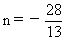 n = − 28/13